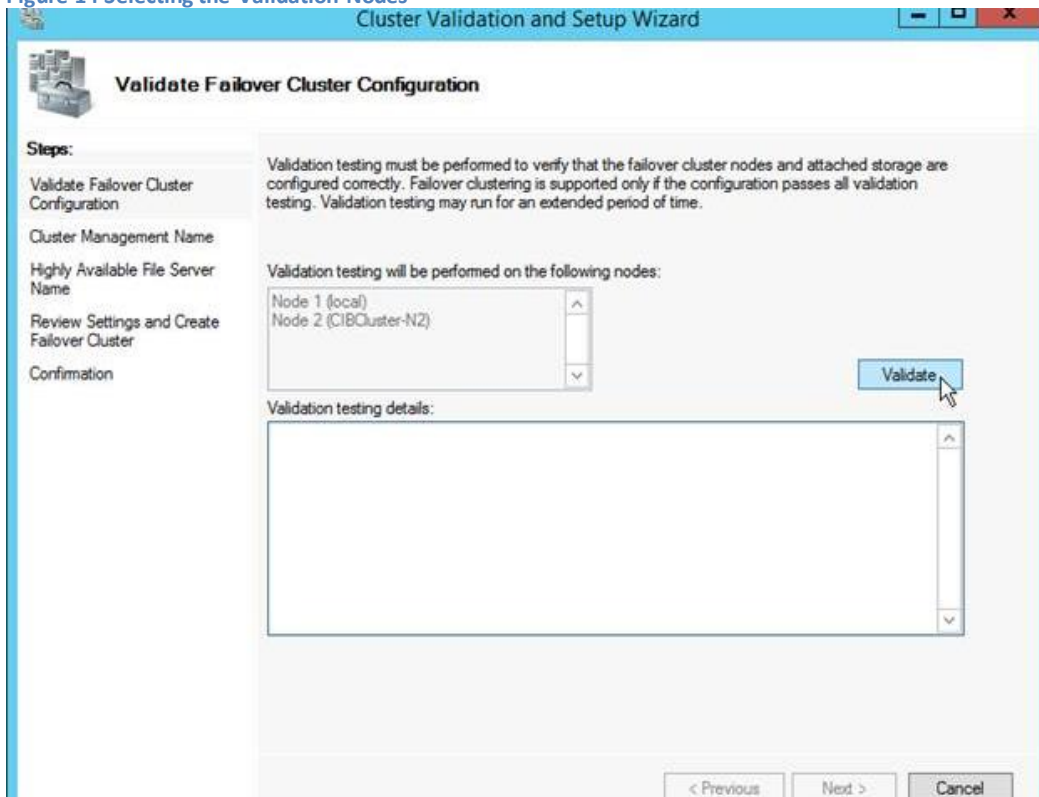 Figure 14 Selecting the Validation Nodes
Cluster Validation and Setup Wizard
Validate Failover Cluster Configuration
Steps:
Validate Failover Cluster
Configuration
Cluster Management Name
Highly Available File Server
Name
Review Settings and Create
Failover Cluster
Confirmation
Validation testing must be performed to verify that the failover cluster nodes and attached storage are
configured correctly. Failover clustering is supported only if the configuration passes all validation
testing. Validation testing may run for an extended period of time.
Validation testing will be performed on the following nodes:
Node 1 (local)
Node 2 (CIBCluster-N2)
Validate
Validation testing details:
< Previous
Next >
Cancel